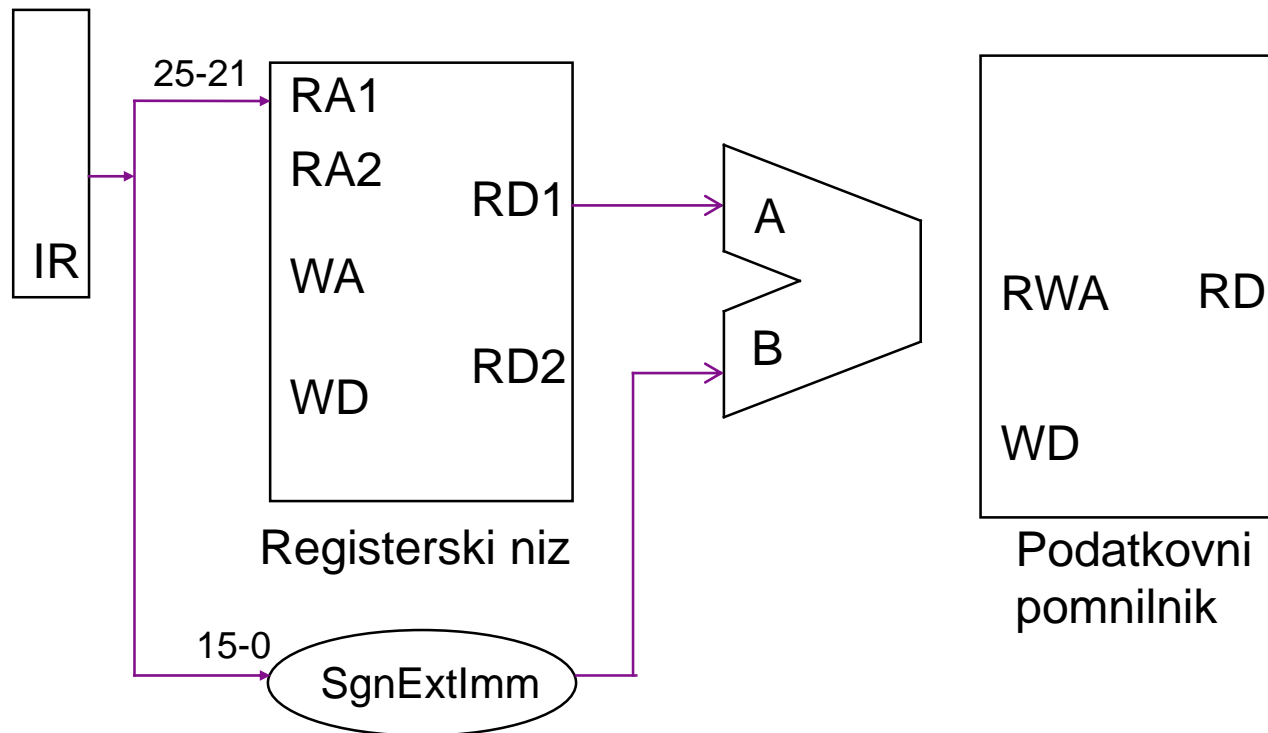 25-21
RA1
RA2
RD1
A
IR
WA
RWA
RD
B
RD2
WD
WD
Registerski niz
Podatkovni
pomnilnik
15-0
SgnExtImm